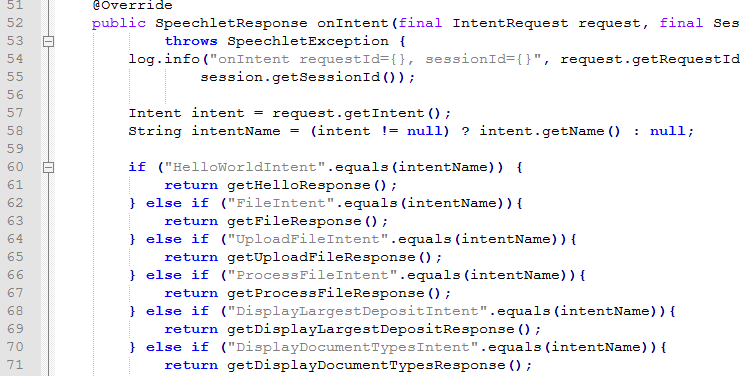 51 @Override
52 public SpeechletResponse onIntent(final IntentRequest request, final Ses
53 throws SpeechletException {
54 log.info("onIntent requestId={}, sessionId={}", request.getRequestId
55 session.getSessionId());
56
57 Intent intent = request.getIntent();
58 String intentName = (intent != null) ? intent.getName() : null;
59
60 if ("HelloWorldIntent".equals(intentName)) {
61 return getHelloResponse();
62 } else if ("FileIntent".equals(intentName)){
63 return getFileResponse();
64 } else if ("UploadFileIntent".equals(intentName)){
65 return getUploadFileResponse();
66 } else if ("ProcessFileIntent".equals(intentName)){
67 return getProcessFileResponse();
68 } else if ("DisplayLargestDepositIntent".equals(intentName)){
69 return getDisplayLargestDepositResponse();
70 } else if ("DisplayDocumentTypesIntent".equals(intentName)){
71 return getDisplayDocumentTypesResponse();